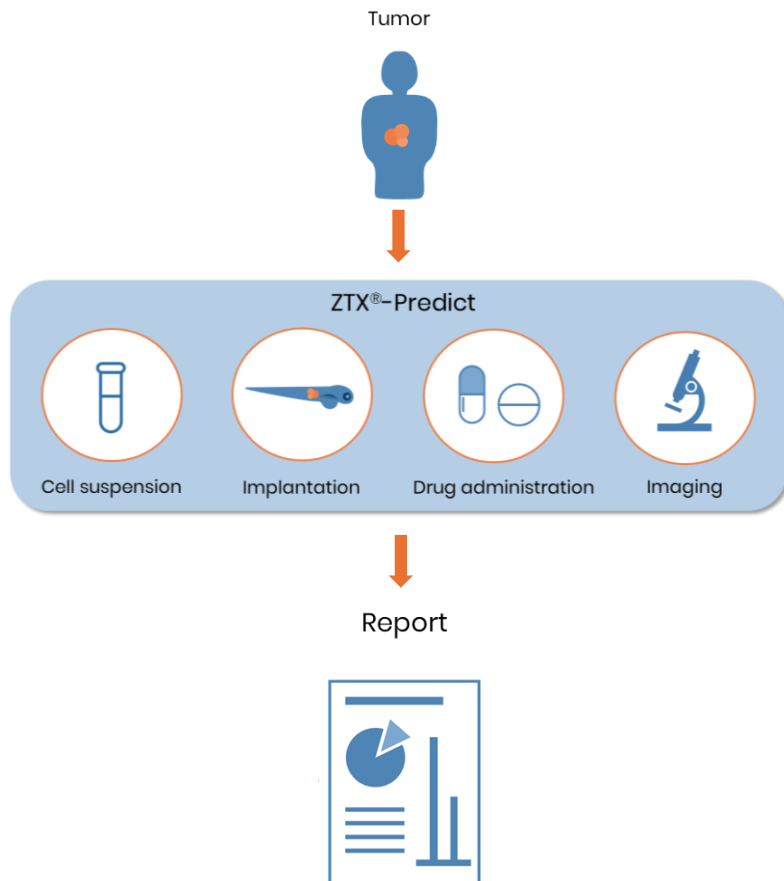 Tumor
ZTX®-Predict
Cell suspension
Implantation
Drug administration
Imaging
Report